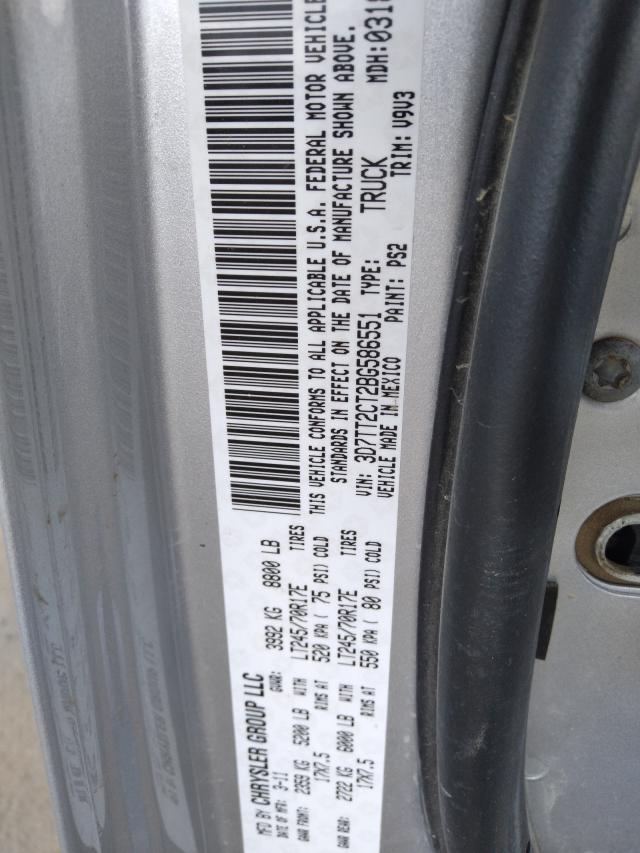 MFD BY CHRYSLER GROUP LLC
DATE OF MFR: 3-11 GVWR: 3992 KG 8800 LB
GAWR FRONT: 2359 KG 5200 LB WITH LT245/70R17E TIRES
17X7.5 RIMS AT 520 KPA ( 75 PSI) COLD
GAWR REAR: 2722 KG 6000 LB WITH LT245/70R17E TIRES
17X7.5 RIMS AT 550 KPA ( 80 PSI) COLD
THIS VEHICLE CONFORMS TO ALL APPLICABLE U.S.A. FEDERAL MOTOR VEHICLE
STANDARDS IN EFFECT ON THE DATE OF MANUFACTURE SHOWN ABOVE.
VIN: 3D7TT2CT2BG586551 TYPE: TRUCK MDH:031
VEHICLE MADE IN MEXICO PAINT: PS2 TRIM: V9V3